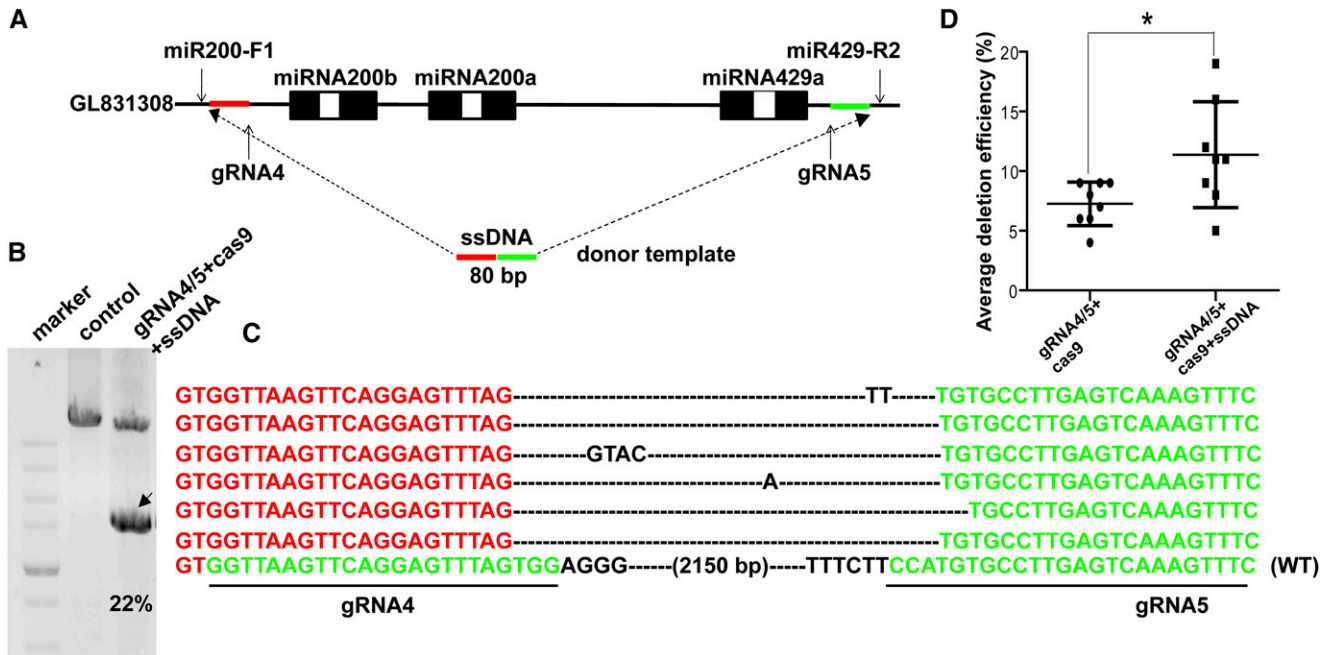 A
miR200-F1
miR429-R2
miRNA200b
miRNA200a
miRNA429a
GL831308
gRNA4
gRNA5
ssDNA
donor template
80 bp
B
marker
control
gRNA4/5+cas9
+ssDNA
22%
C
GTGGTTAAGTTCAGGAGTTTAG------TT------TGTGCCTTGAGTCAAAGTTTC
GTGGTTAAGTTCAGGAGTTTAG------TGTGCCTTGAGTCAAAGTTTC
GTGGTTAAGTTCAGGAGTTTAG------GTAC------TGTGCCTTGAGTCAAAGTTTC
GTGGTTAAGTTCAGGAGTTTAG------A------TGTGCCTTGAGTCAAAGTTTC
GTGGTTAAGTTCAGGAGTTTAG------TGCCTTGAGTCAAAGTTTC
GTGGTTAAGTTCAGGAGTTTAG------TGTGCCTTGAGTCAAAGTTTC
GTGGTTAAGTTCAGGAGTTTAGTGGAGGG------(2150 bp)-----TTTCTTCCATGTGCCTTGAGTCAAAGTTTC (WT)
gRNA4
gRNA5
D
*
Average deletion efficiency (%)
20
15
10
5
0
gRNA4/5+
cas9
gRNA4/5+
cas9+ssDNA